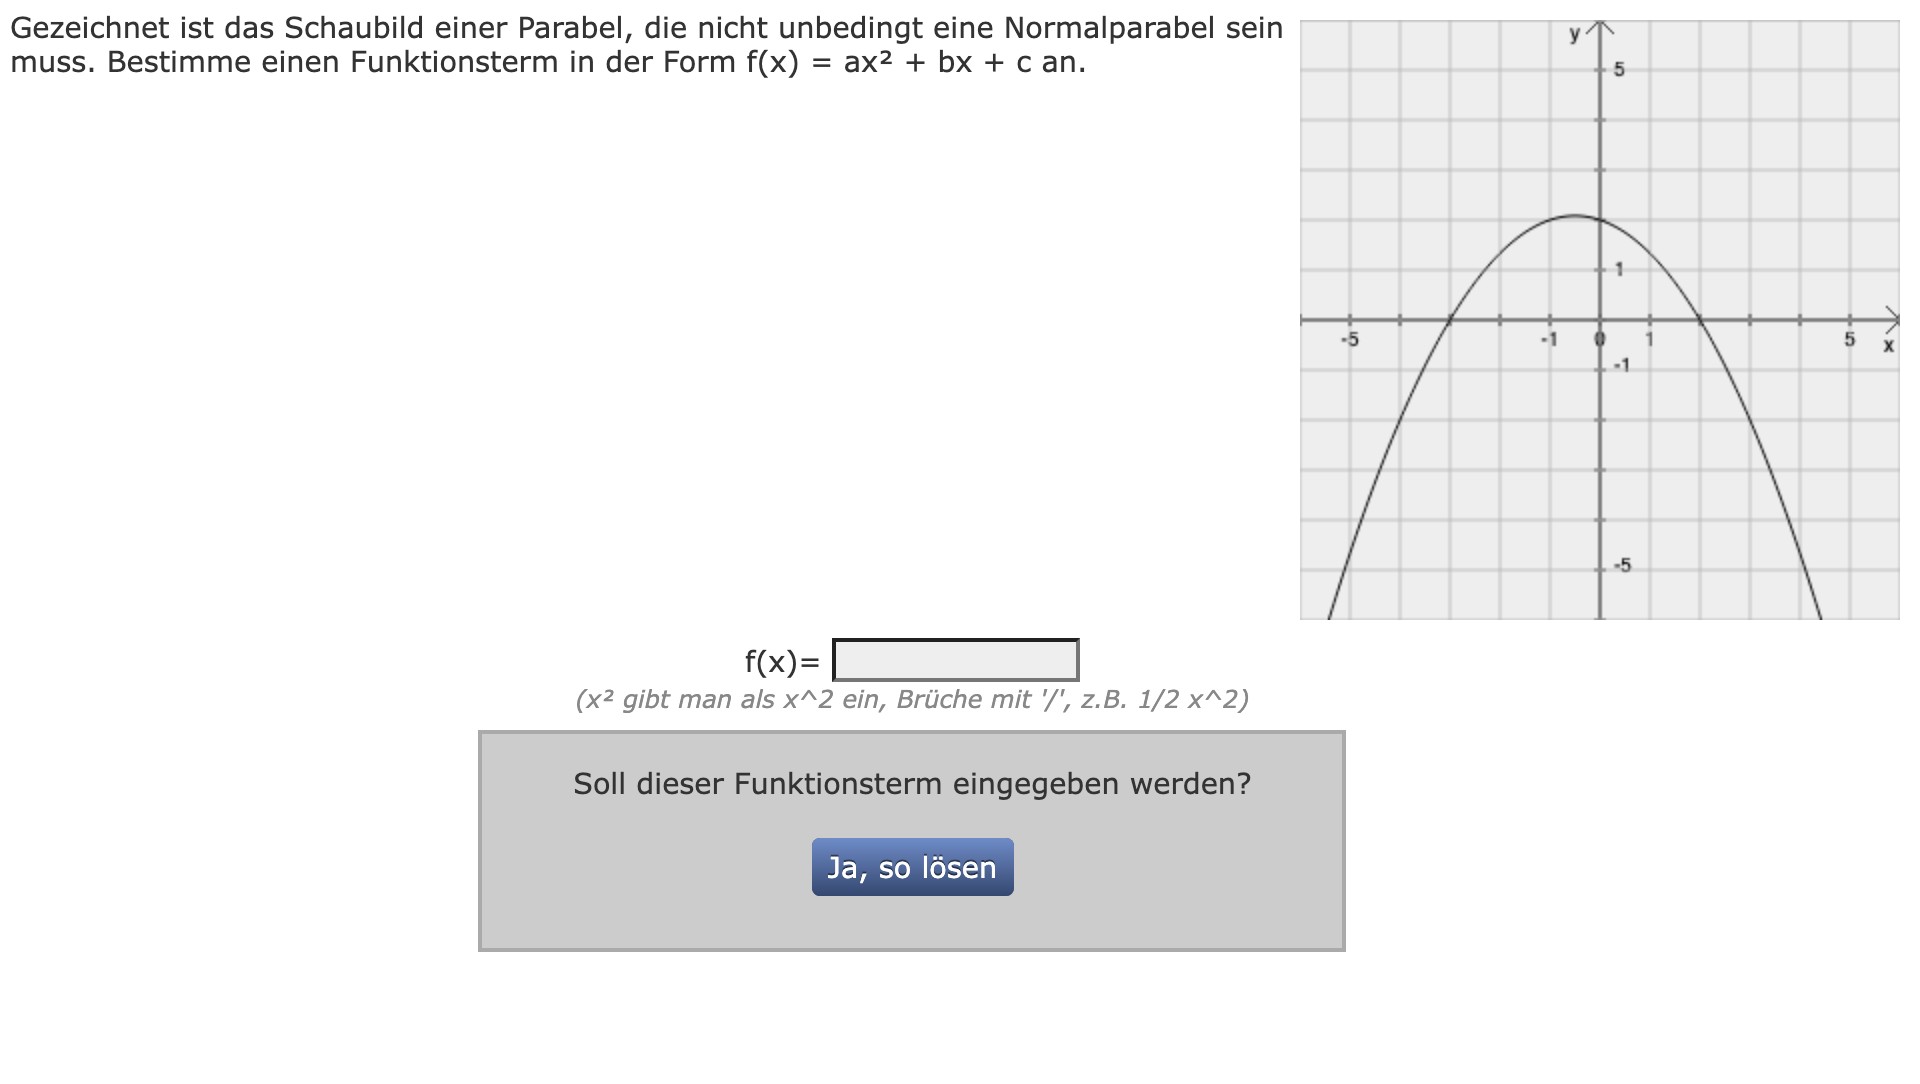 Gezeichnet ist das Schaubild einer Parabel, die nicht unbedingt eine Normalparabel sein
muss. Bestimme einen Funktionsterm in der Form f(x) = ax² + bx + c an.
y
5
1
-5
-1
0
1
5
x
-1
-5
f(x)=
(x² gibt man als x^2 ein, Brüche mit '/', z.B. 1/2 x^2)
Soll dieser Funktionsterm eingegeben werden?
Ja, so lösen